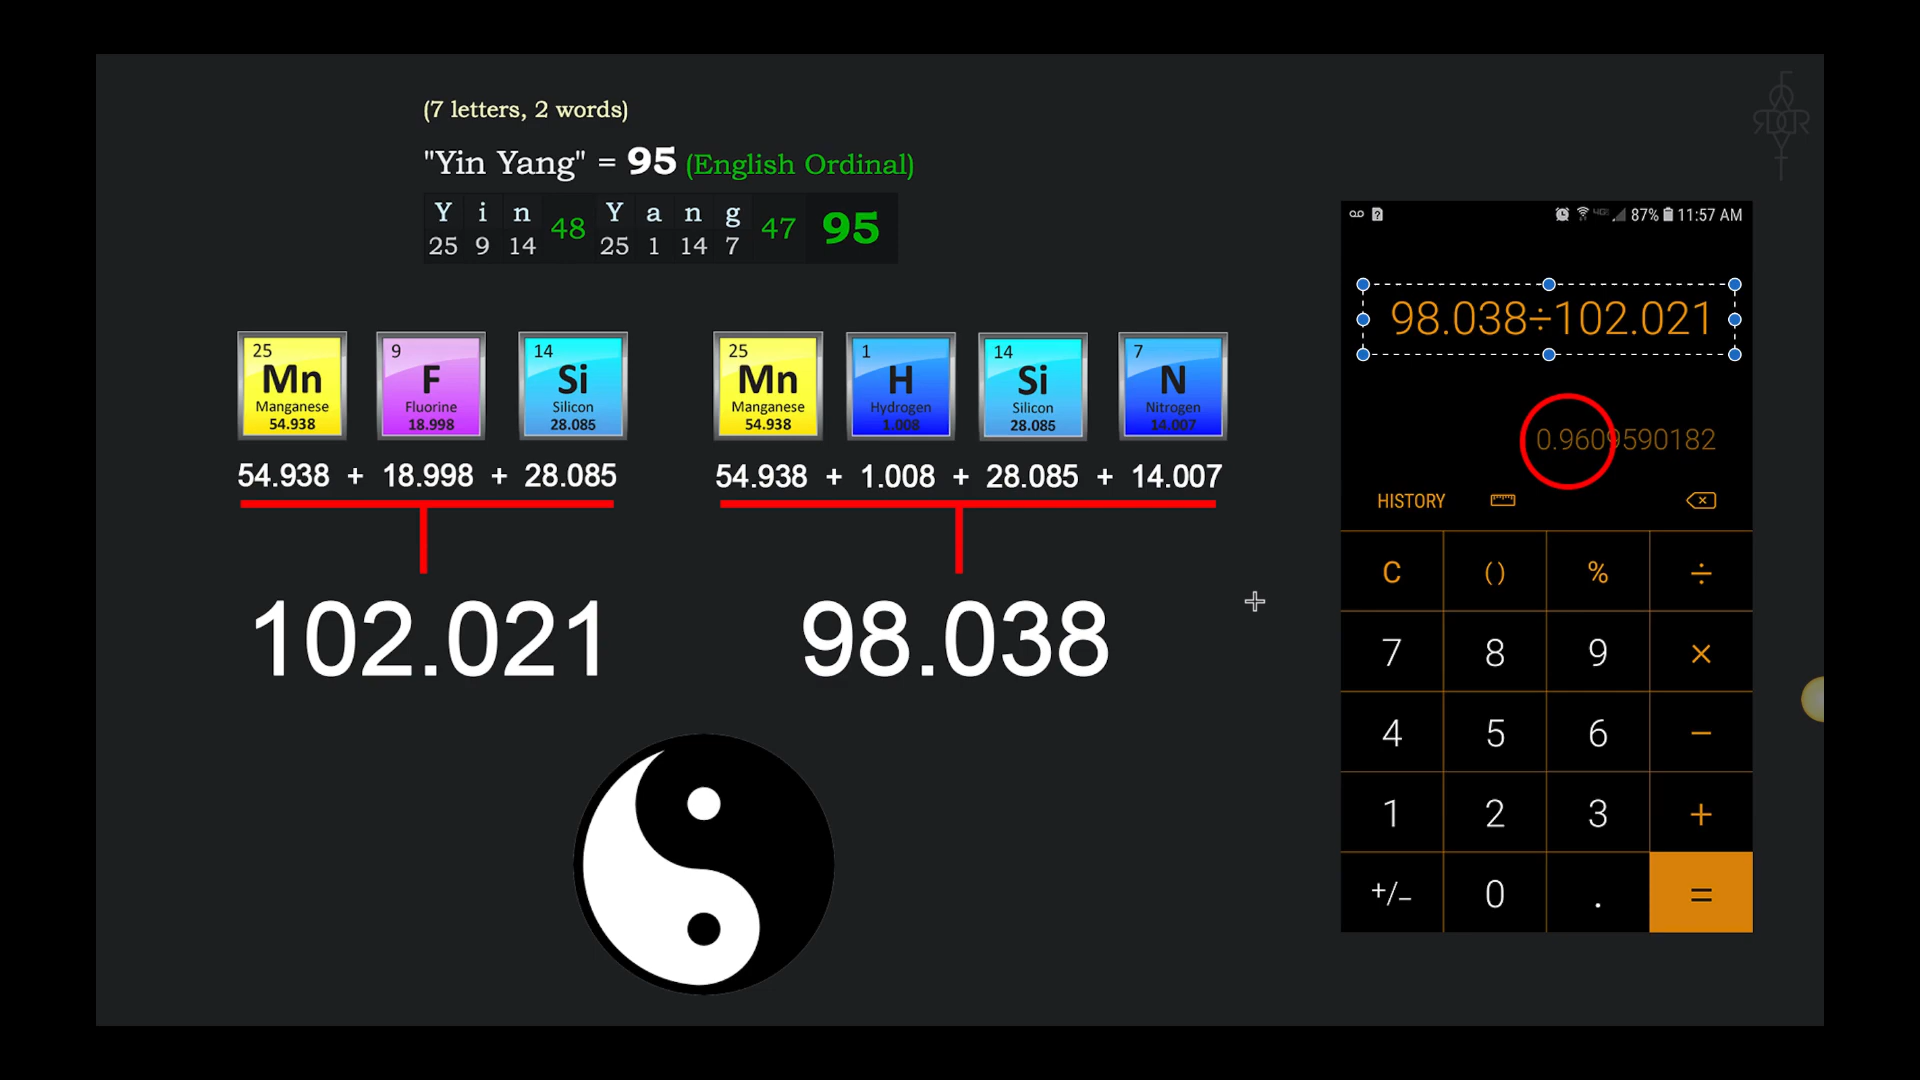 (7 letters, 2 words)
"Yin Yang" = 95 (English Ordinal)
Y i n 48 Y a n g 47 95
25 9 14 25 1 14 7
25 9 14 25 1 14 7
Mn F Si Mn H Si N
Manganese Fluorine Silicon Manganese Hydrogen Silicon Nitrogen
54.938 18.998 28.085 54.938 1.008 28.085 14.007
54.938 + 18.998 + 28.085 54.938 + 1.008 + 28.085 + 14.007
102.021 98.038
87% 11:57 AM
98.038÷102.021
0.9609590182
HISTORY
C () % ÷
7 8 9 ×
4 5 6 −
1 2 3 +
+/− 0 . =